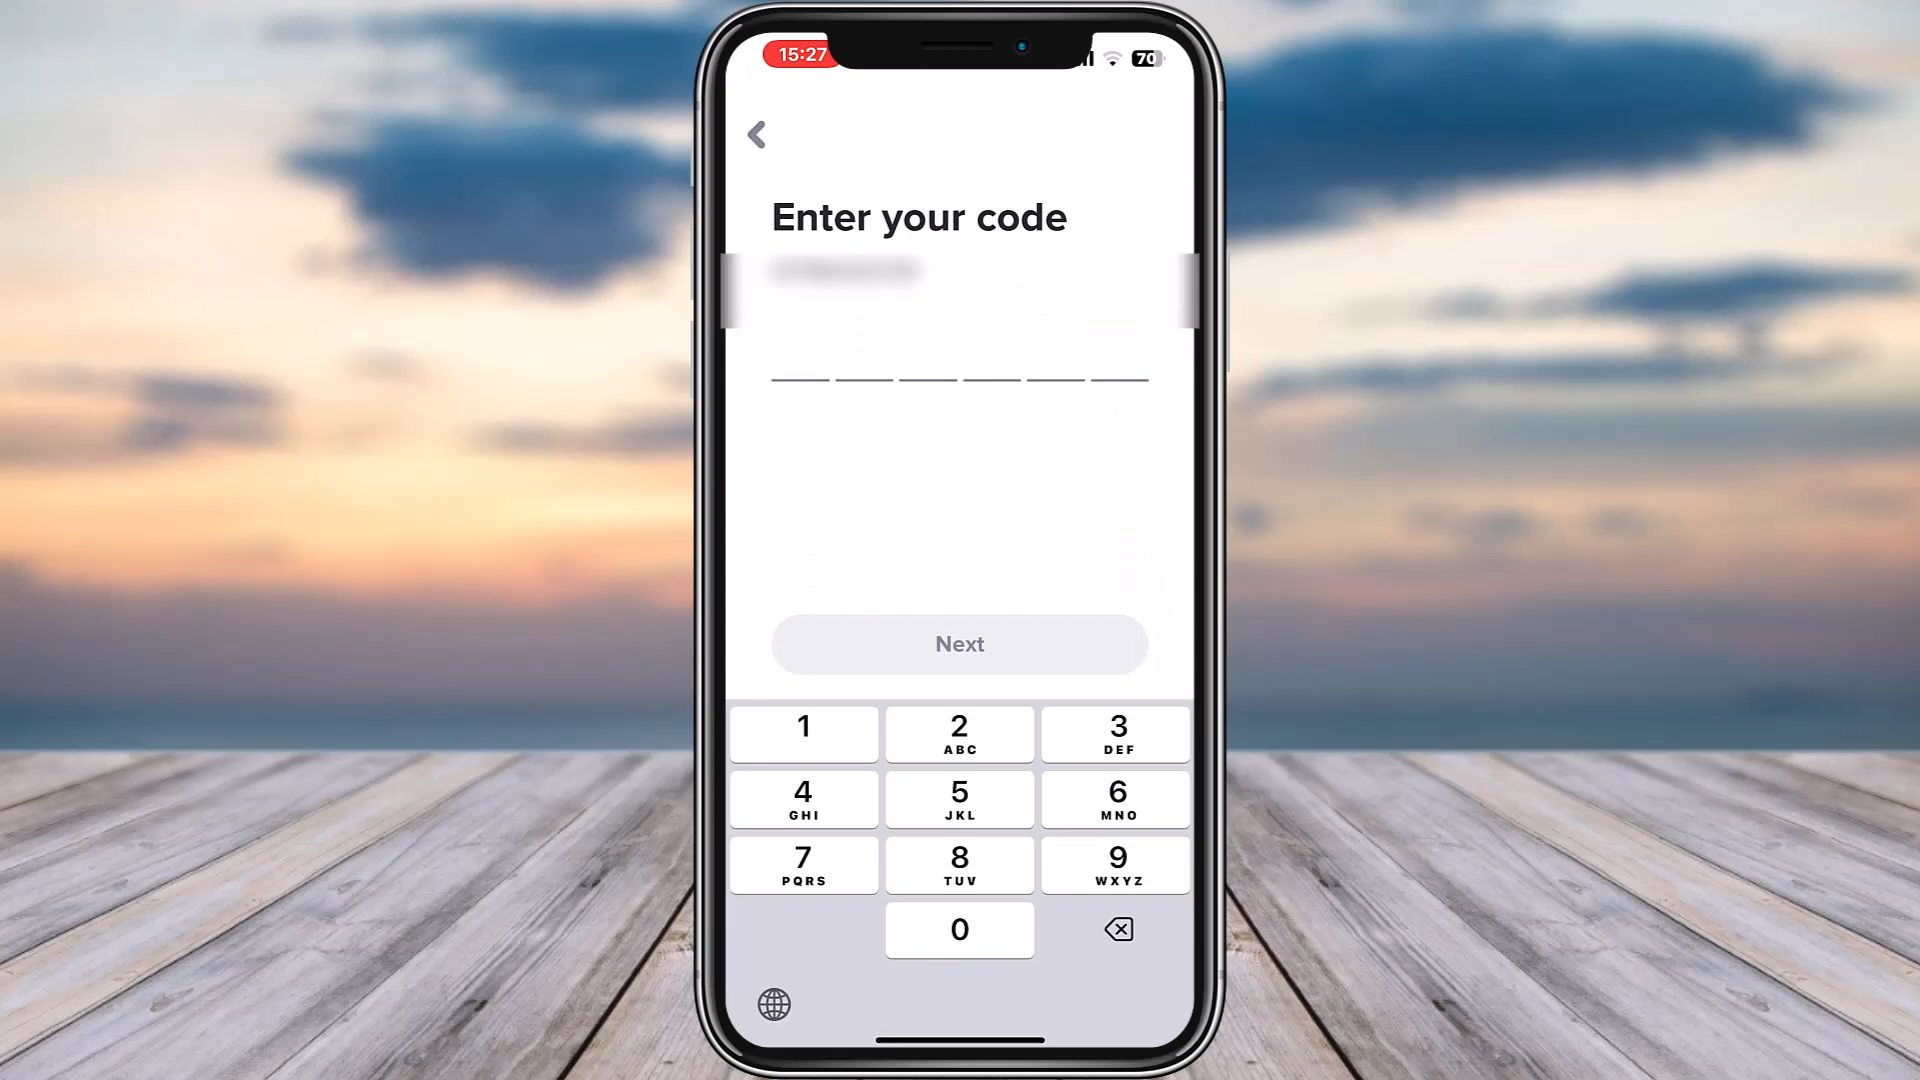 15:27
70
Enter your code
Next
1
2
ABC
3
DEF
4
GHI
5
JKL
6
MNO
7
PQRS
8
TUV
9
WXYZ
0